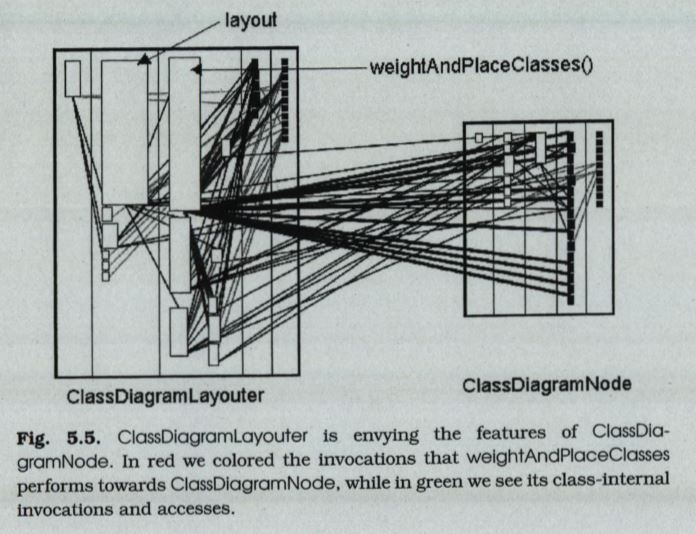 layout
weightAndPlaceClasses()
ClassDiagramLayouter
ClassDiagramNode
Fig. 5.5. ClassDiagramLayouter is envying the features of ClassDia-
gramNode. In red we colored the invocations that weightAndPlaceClasses
performs towards ClassDiagramNode, while in green we see its class-internal
invocations and accesses.